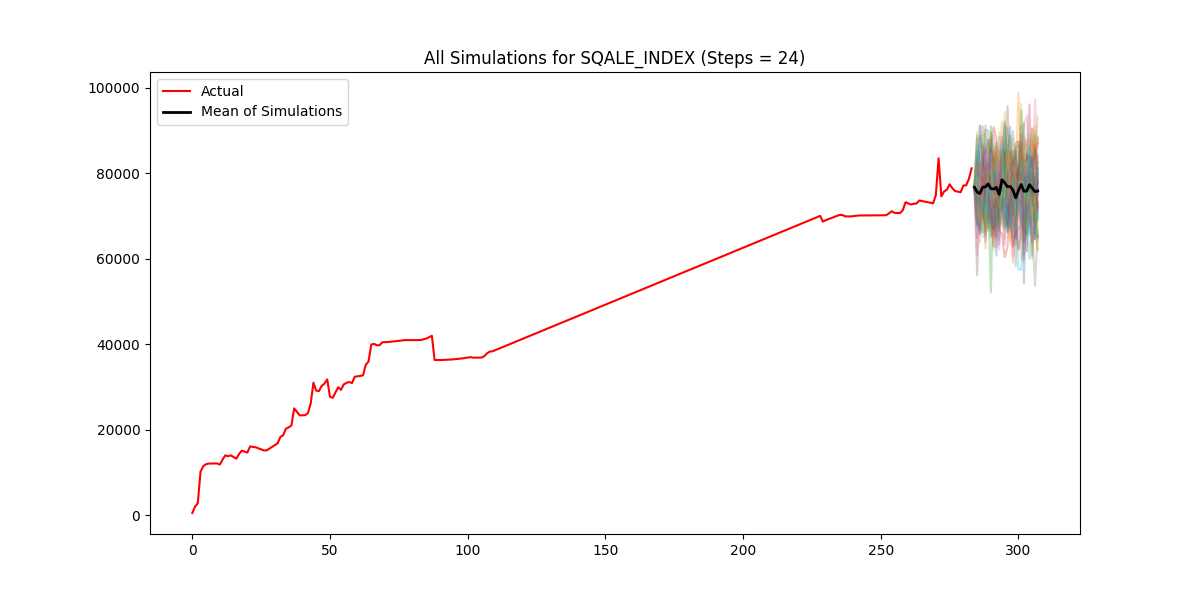 All Simulations for SQALE_INDEX (Steps = 24)
Actual
Mean of Simulations
100000
80000
60000
40000
20000
0
0 50 100 150 200 250 300